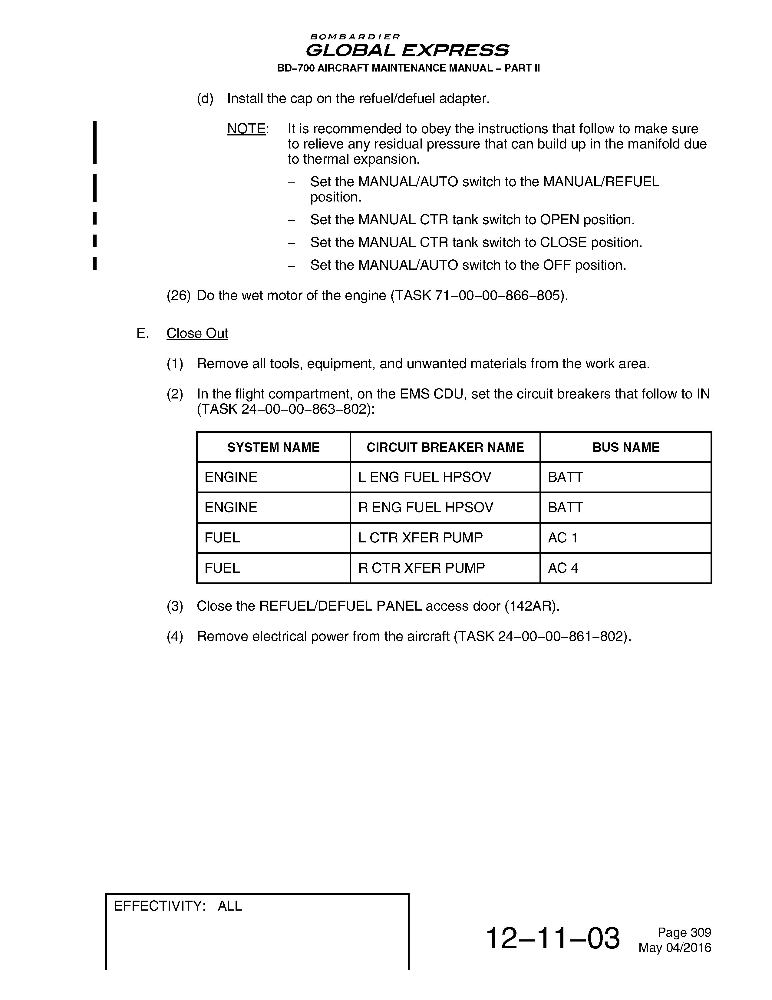 BOMBARDIER
GLOBAL EXPRESS
BD−700 AIRCRAFT MAINTENANCE MANUAL − PART II
(d) Install the cap on the refuel/defuel adapter.
NOTE: It is recommended to obey the instructions that follow to make sure
to relieve any residual pressure that can build up in the manifold due
to thermal expansion.
− Set the MANUAL/AUTO switch to the MANUAL/REFUEL
position.
− Set the MANUAL CTR tank switch to OPEN position.
− Set the MANUAL CTR tank switch to CLOSE position.
− Set the MANUAL/AUTO switch to the OFF position.
(26) Do the wet motor of the engine (TASK 71−00−00−866−805).
E. Close Out
(1) Remove all tools, equipment, and unwanted materials from the work area.
(2) In the flight compartment, on the EMS CDU, set the circuit breakers that follow to IN
(TASK 24−00−00−863−802):
SYSTEM NAME CIRCUIT BREAKER NAME BUS NAME
ENGINE L ENG FUEL HPSOV BATT
ENGINE R ENG FUEL HPSOV BATT
FUEL L CTR XFER PUMP AC 1
FUEL R CTR XFER PUMP AC 4
(3) Close the REFUEL/DEFUEL PANEL access door (142AR).
(4) Remove electrical power from the aircraft (TASK 24−00−00−861−802).
EFFECTIVITY: ALL
12−11−03
Page 309
May 04/2016